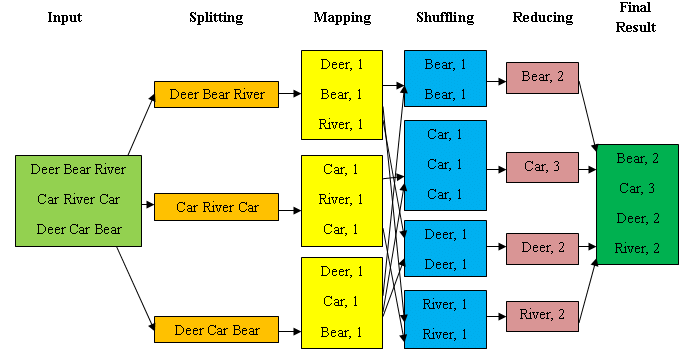 Input
Splitting
Mapping
Shuffling
Reducing
Final
Result
Deer Bear River
Car River Car
Deer Car Bear
Deer Bear River
Car River Car
Deer Car Bear
Deer, 1
Bear, 1
River, 1
Car, 1
River, 1
Car, 1
Deer, 1
Car, 1
Bear, 1
Bear, 1
Bear, 1
Car, 1
Car, 1
Car, 1
Deer, 1
Deer, 1
River, 1
River, 1
Bear, 2
Car, 3
Deer, 2
River, 2
Bear, 2
Car, 3
Deer, 2
River, 2